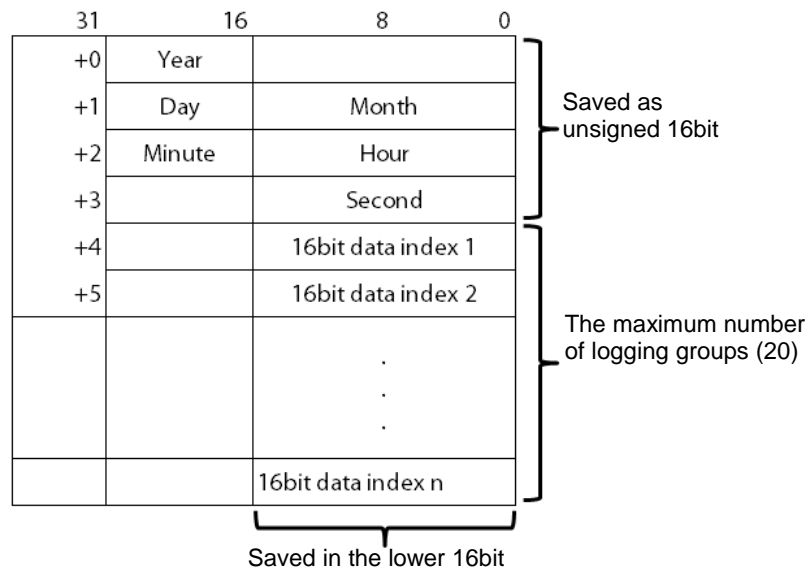 31 16 8 0
+0 Year
+1 Day Month
+2 Minute Hour
+3 Second
+4 16bit data index 1
+5 16bit data index 2
.
.
.
16bit data index n
Saved as
unsigned 16bit
The maximum number
of logging groups (20)
Saved in the lower 16bit